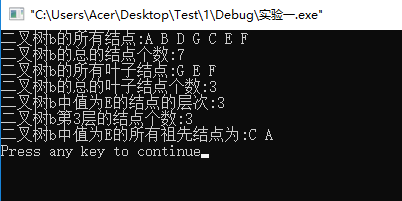 "C:\Users\Acer\Desktop\Test\1\Debug\实验一.exe"
二叉树b的所有结点:A B D G C E F
二叉树b的总的结点个数:7
二叉树b的所有叶子结点:G E F
二叉树b的总的叶子结点个数:3
二叉树b中值为E的结点的层次:3
二叉树b第3层的结点个数:3
二叉树b中值为E的所有祖先结点为:C A
Press any key to continue